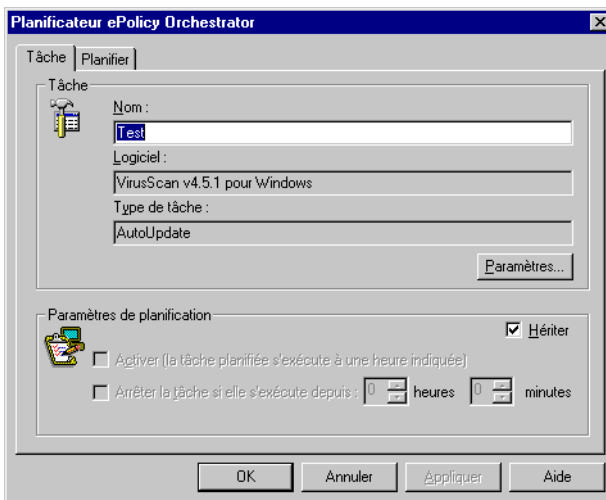 Planificateur ePolicy Orchestrator
Tâche Planifier
Tâche
Nom :
Test
Logiciel :
VirusScan v4.5.1 pour Windows
Type de tâche :
AutoUpdate
Paramètres...
Paramètres de planification
Hériter
Activer (la tâche planifiée s'exécute à une heure indiquée)
Arrêter la tâche si elle s'exécute depuis : 0 heures 0 minutes
OK Annuler Appliquer Aide